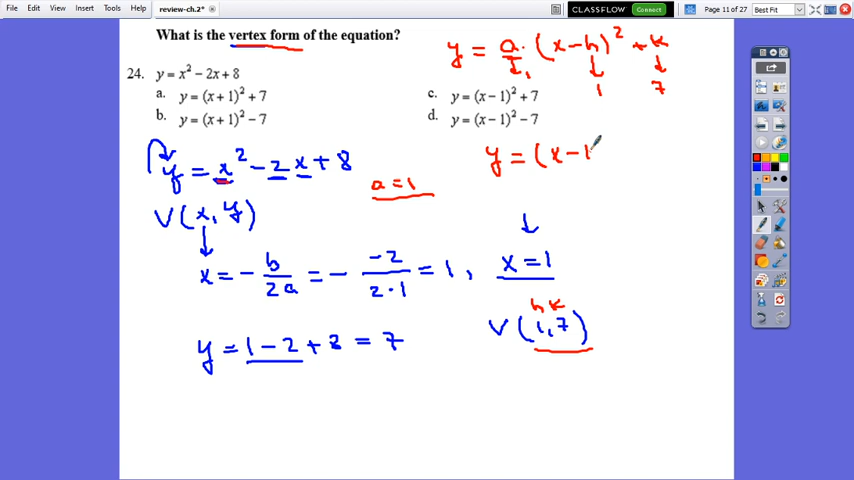 File Edit View Insert Tools Help review-ch.2* CLASSFLOW Connect Page 11 of 27 Best Fit
What is the vertex form of the equation?
y = a · (x-h)² + k
1 1 7
24. y = x² − 2x + 8
a. y = (x + 1)² + 7
b. y = (x + 1)² − 7
c. y = (x − 1)² + 7
d. y = (x − 1)² − 7
y = x² - 2x + 8
a = 1
y = (x - 1
V(x, y)
x = - b/2a = - -2/2·1 = 1, x = 1
h k
V(1, 7)
y = 1 - 2 + 8 = 7